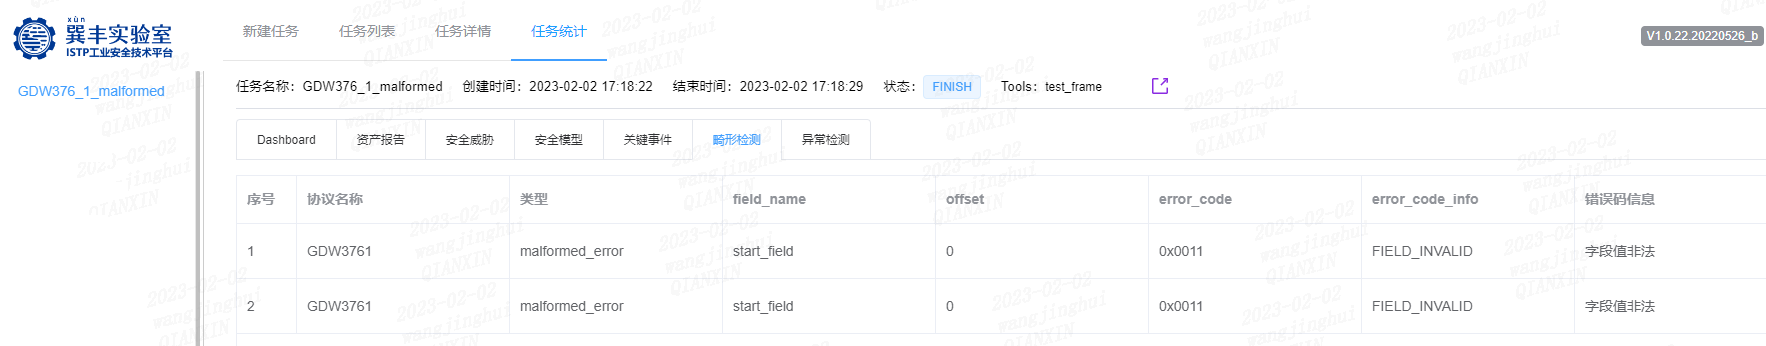 xùn
巽丰实验室
ISTP工业安全技术平台
新建任务 任务列表 任务详情 任务统计
V1.0.22.20220526_b
GDW376_1_malformed
任务名称：GDW376_1_malformed 创建时间：2023-02-02 17:18:22 结束时间：2023-02-02 17:18:29 状态： FINISH Tools：test_frame
Dashboard 资产报告 安全威胁 安全模型 关键事件 畸形检测 异常检测
序号 协议名称 类型 field_name offset error_code error_code_info 错误码信息
1 GDW3761 malformed_error start_field 0 0x0011 FIELD_INVALID 字段值非法
2 GDW3761 malformed_error start_field 0 0x0011 FIELD_INVALID 字段值非法
2023-02-02
wangjinghui
QIANXIN